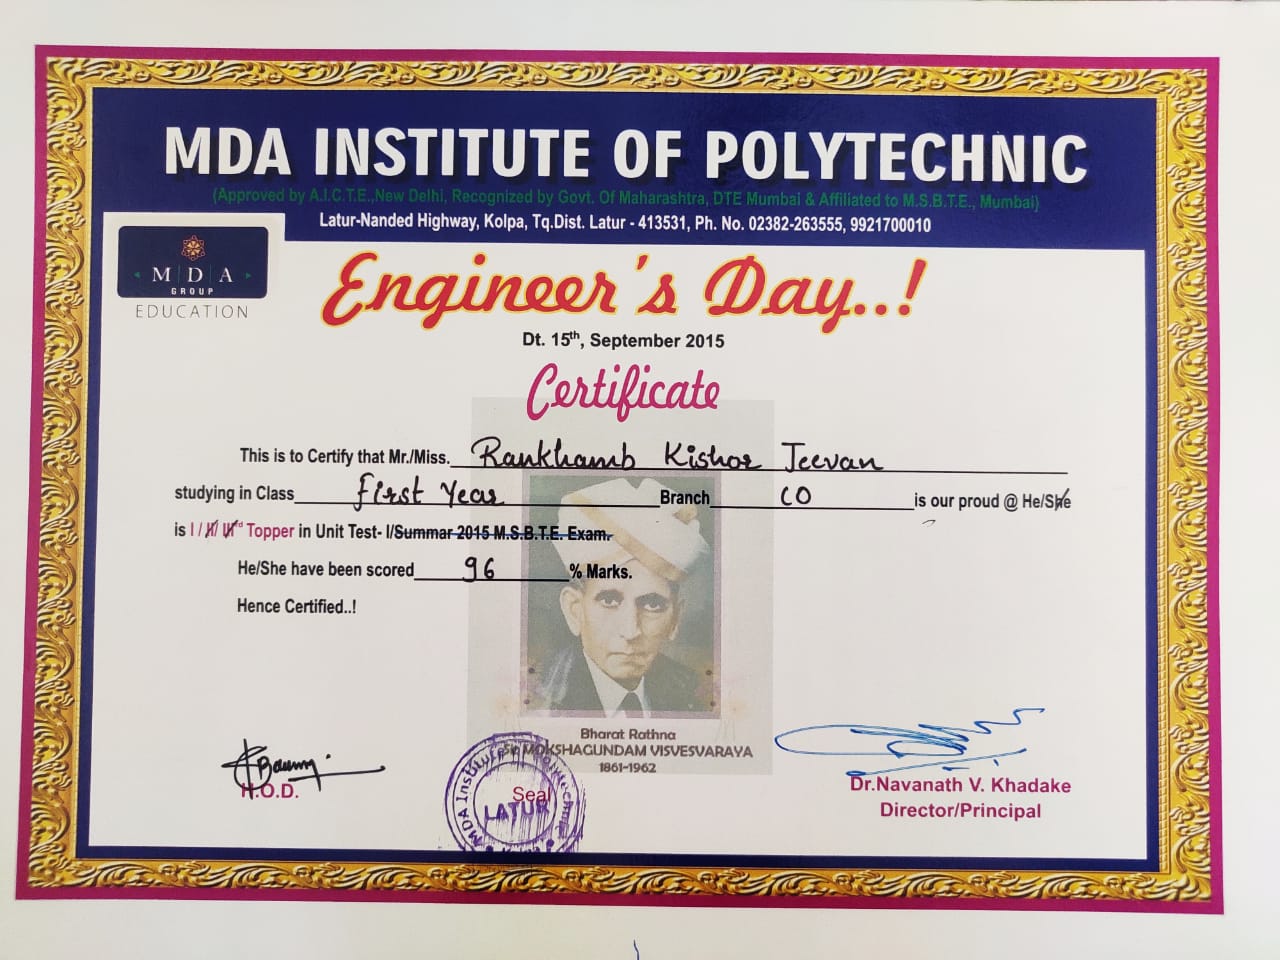 MDA INSTITUTE OF POLYTECHNIC
(Approved by A.I.C.T.E.,New Delhi, Recognized by Govt. Of Maharashtra, DTE Mumbai & Affiliated to M.S.B.T.E., Mumbai)
Latur-Nanded Highway, Kolpa, Tq.Dist. Latur - 413531, Ph. No. 02382-263555, 9921700010
M|D|A
GROUP
EDUCATION
Engineer's Day..!
Dt. 15th, September 2015
Certificate
This is to Certify that Mr./Miss. Rankhamb Kishor Jeevan
studying in Class First Year Branch CO is our proud @ He/She
is I / II/ IIIrd Topper in Unit Test- I/Summar 2015 M.S.B.T.E. Exam.
He/She have been scored 96 % Marks.
Hence Certified..!
Bharat Rathna
Sir MOKSHAGUNDAM VISVESVARAYA
1861-1962
H.O.D.
Seal
MDA Institute of Polytechnic
LATUR
Dr.Navanath V. Khadake
Director/Principal